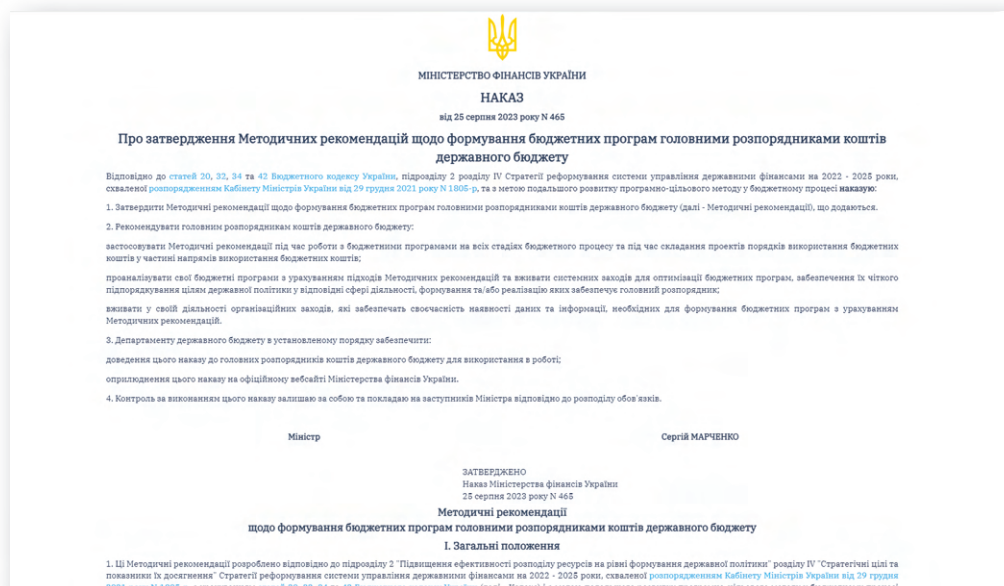 МІНІСТЕРСТВО ФІНАНСІВ УКРАЇНИ
НАКАЗ
від 25 серпня 2023 року N 465
Про затвердження Методичних рекомендацій щодо формування бюджетних програм головними розпорядниками коштів
державного бюджету
Відповідно до статей 20, 32, 34 та 42 Бюджетного кодексу України, підрозділу 2 розділу IV Стратегії реформування системи управління державними фінансами на 2022 - 2025 роки,
схваленої розпорядженням Кабінету Міністрів України від 29 грудня 2021 року N 1805-р, та з метою подальшого розвитку програмно-цільового методу у бюджетному процесі наказую:
1. Затвердити Методичні рекомендації щодо формування бюджетних програм головними розпорядниками коштів державного бюджету (далі - Методичні рекомендації), що додаються.
2. Рекомендувати головним розпорядникам коштів державного бюджету:
застосовувати Методичні рекомендації під час роботи з бюджетними програмами на всіх стадіях бюджетного процесу та під час складання проектів порядків використання бюджетних
коштів у частині напрямів використання бюджетних коштів;
проаналізувати свої бюджетні програми з урахуванням підходів Методичних рекомендацій та вживати системних заходів для оптимізації бюджетних програм, забезпечення їх чіткого
підпорядкування цілям державної політики у відповідні сфері діяльності, формування та/або реалізацію яких забезпечує головний розпорядник;
вживати у своїй діяльності організаційних заходів, які забезпечать своєчасність наявності даних та інформації, необхідних для формування бюджетних програм з урахуванням
Методичних рекомендацій.
3. Департаменту державного бюджету в установленому порядку забезпечити:
доведення цього наказу до головних розпорядників коштів державного бюджету для використання в роботі;
оприлюднення цього наказу на офіційному вебсайті Міністерства фінансів України.
4. Контроль за виконанням цього наказу залишаю за собою та покладаю на заступників Міністра відповідно до розподілу обов'язків.
Міністр Сергій МАРЧЕНКО
ЗАТВЕРДЖЕНО
Наказ Міністерства фінансів України
25 серпня 2023 року N 465
Методичні рекомендації
щодо формування бюджетних програм головними розпорядниками коштів державного бюджету
I. Загальні положення
1. Ці Методичні рекомендації розроблено відповідно до підрозділу 2 "Підвищення ефективності розподілу ресурсів на рівні формування державної політики" розділу IV "Стратегічні цілі та
показники їх досягнення" Стратегії реформування системи управління державними фінансами на 2022 - 2025 роки, схваленої розпорядженням Кабінету Міністрів України від 29 грудня